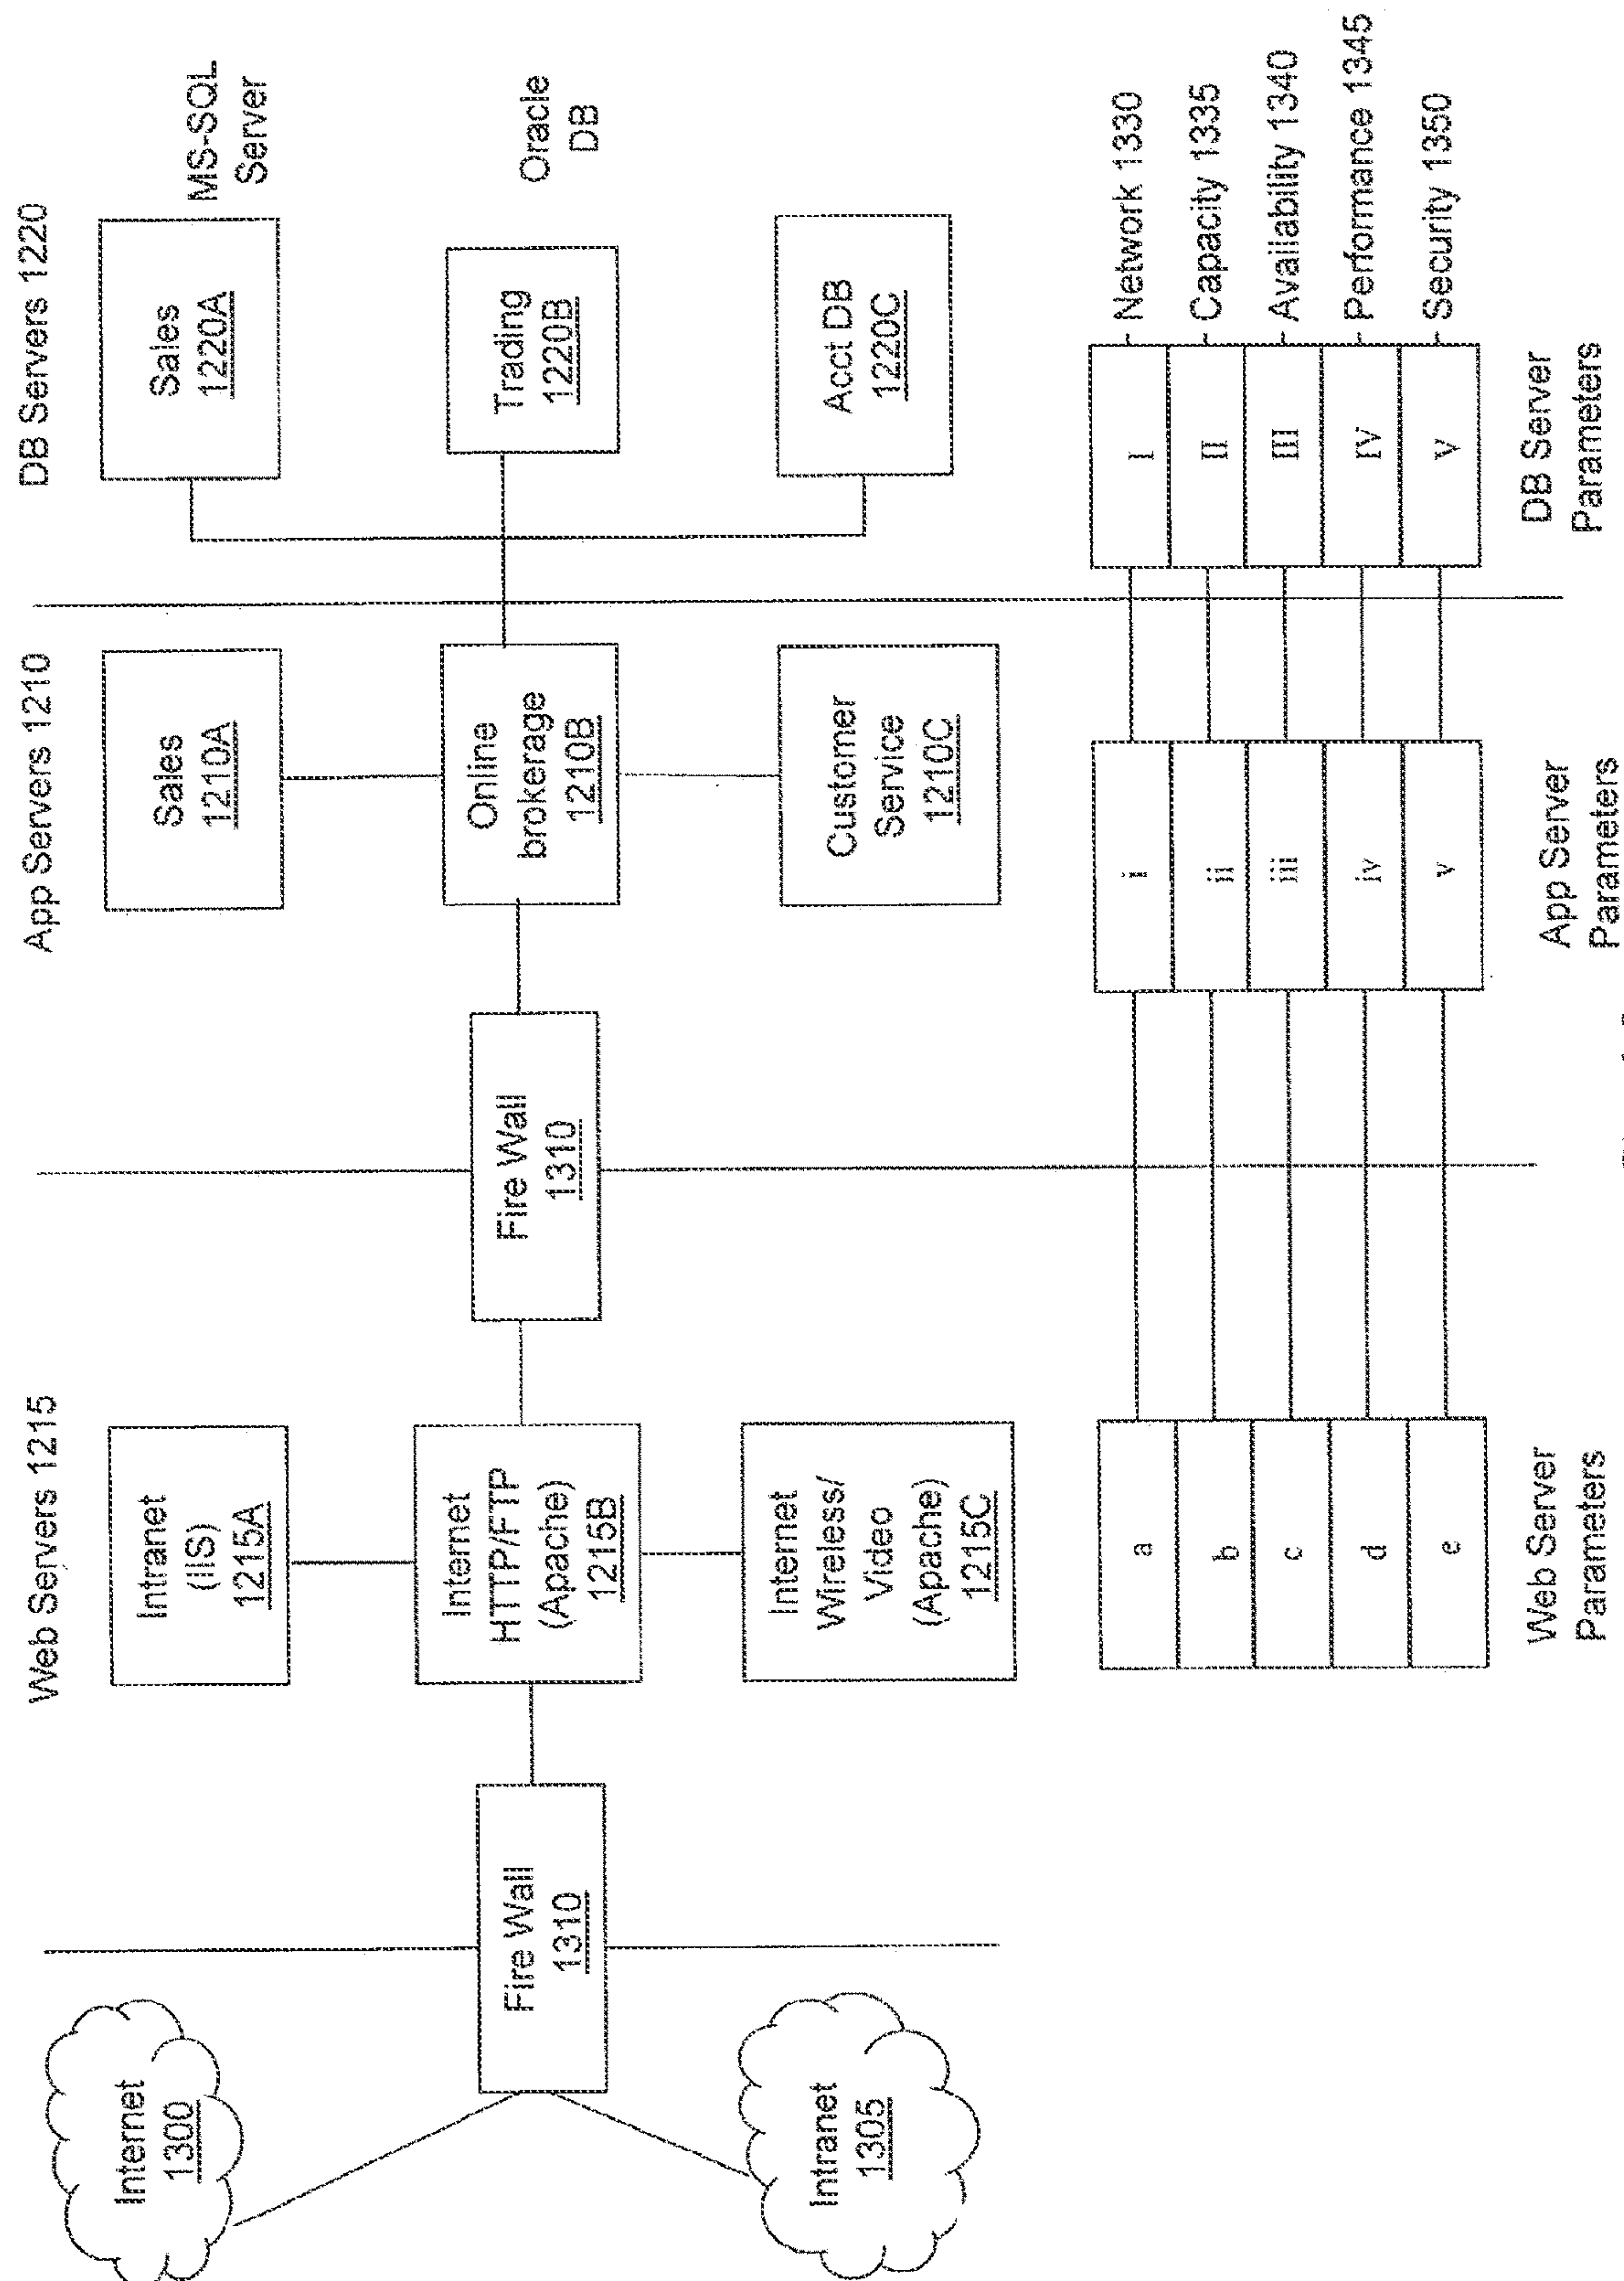 Web Servers 1215
App Servers 1210
DB Servers 1220
Internet
1300
Intranet
(IIS)
1215A
Sales
1210A
Sales
1220A
MS-SQL
Server
Fire Wall
1310
Internet
HTTP/FTP
(Apache)
1215B
Fire Wall
1310
Online
brokerage
1210B
Trading
1220B
Oracle
DB
Intranet
1305
Internet
Wireless/
Video
(Apache)
1215C
Customer
Service
1210C
Acct DB
1220C
a
i
I
Network 1330
b
ii
II
Capacity 1335
c
iii
III
Availability 1340
d
iv
IV
Performance 1345
e
v
V
Security 1350
Web Server
Parameters
App Server
Parameters
DB Server
Parameters